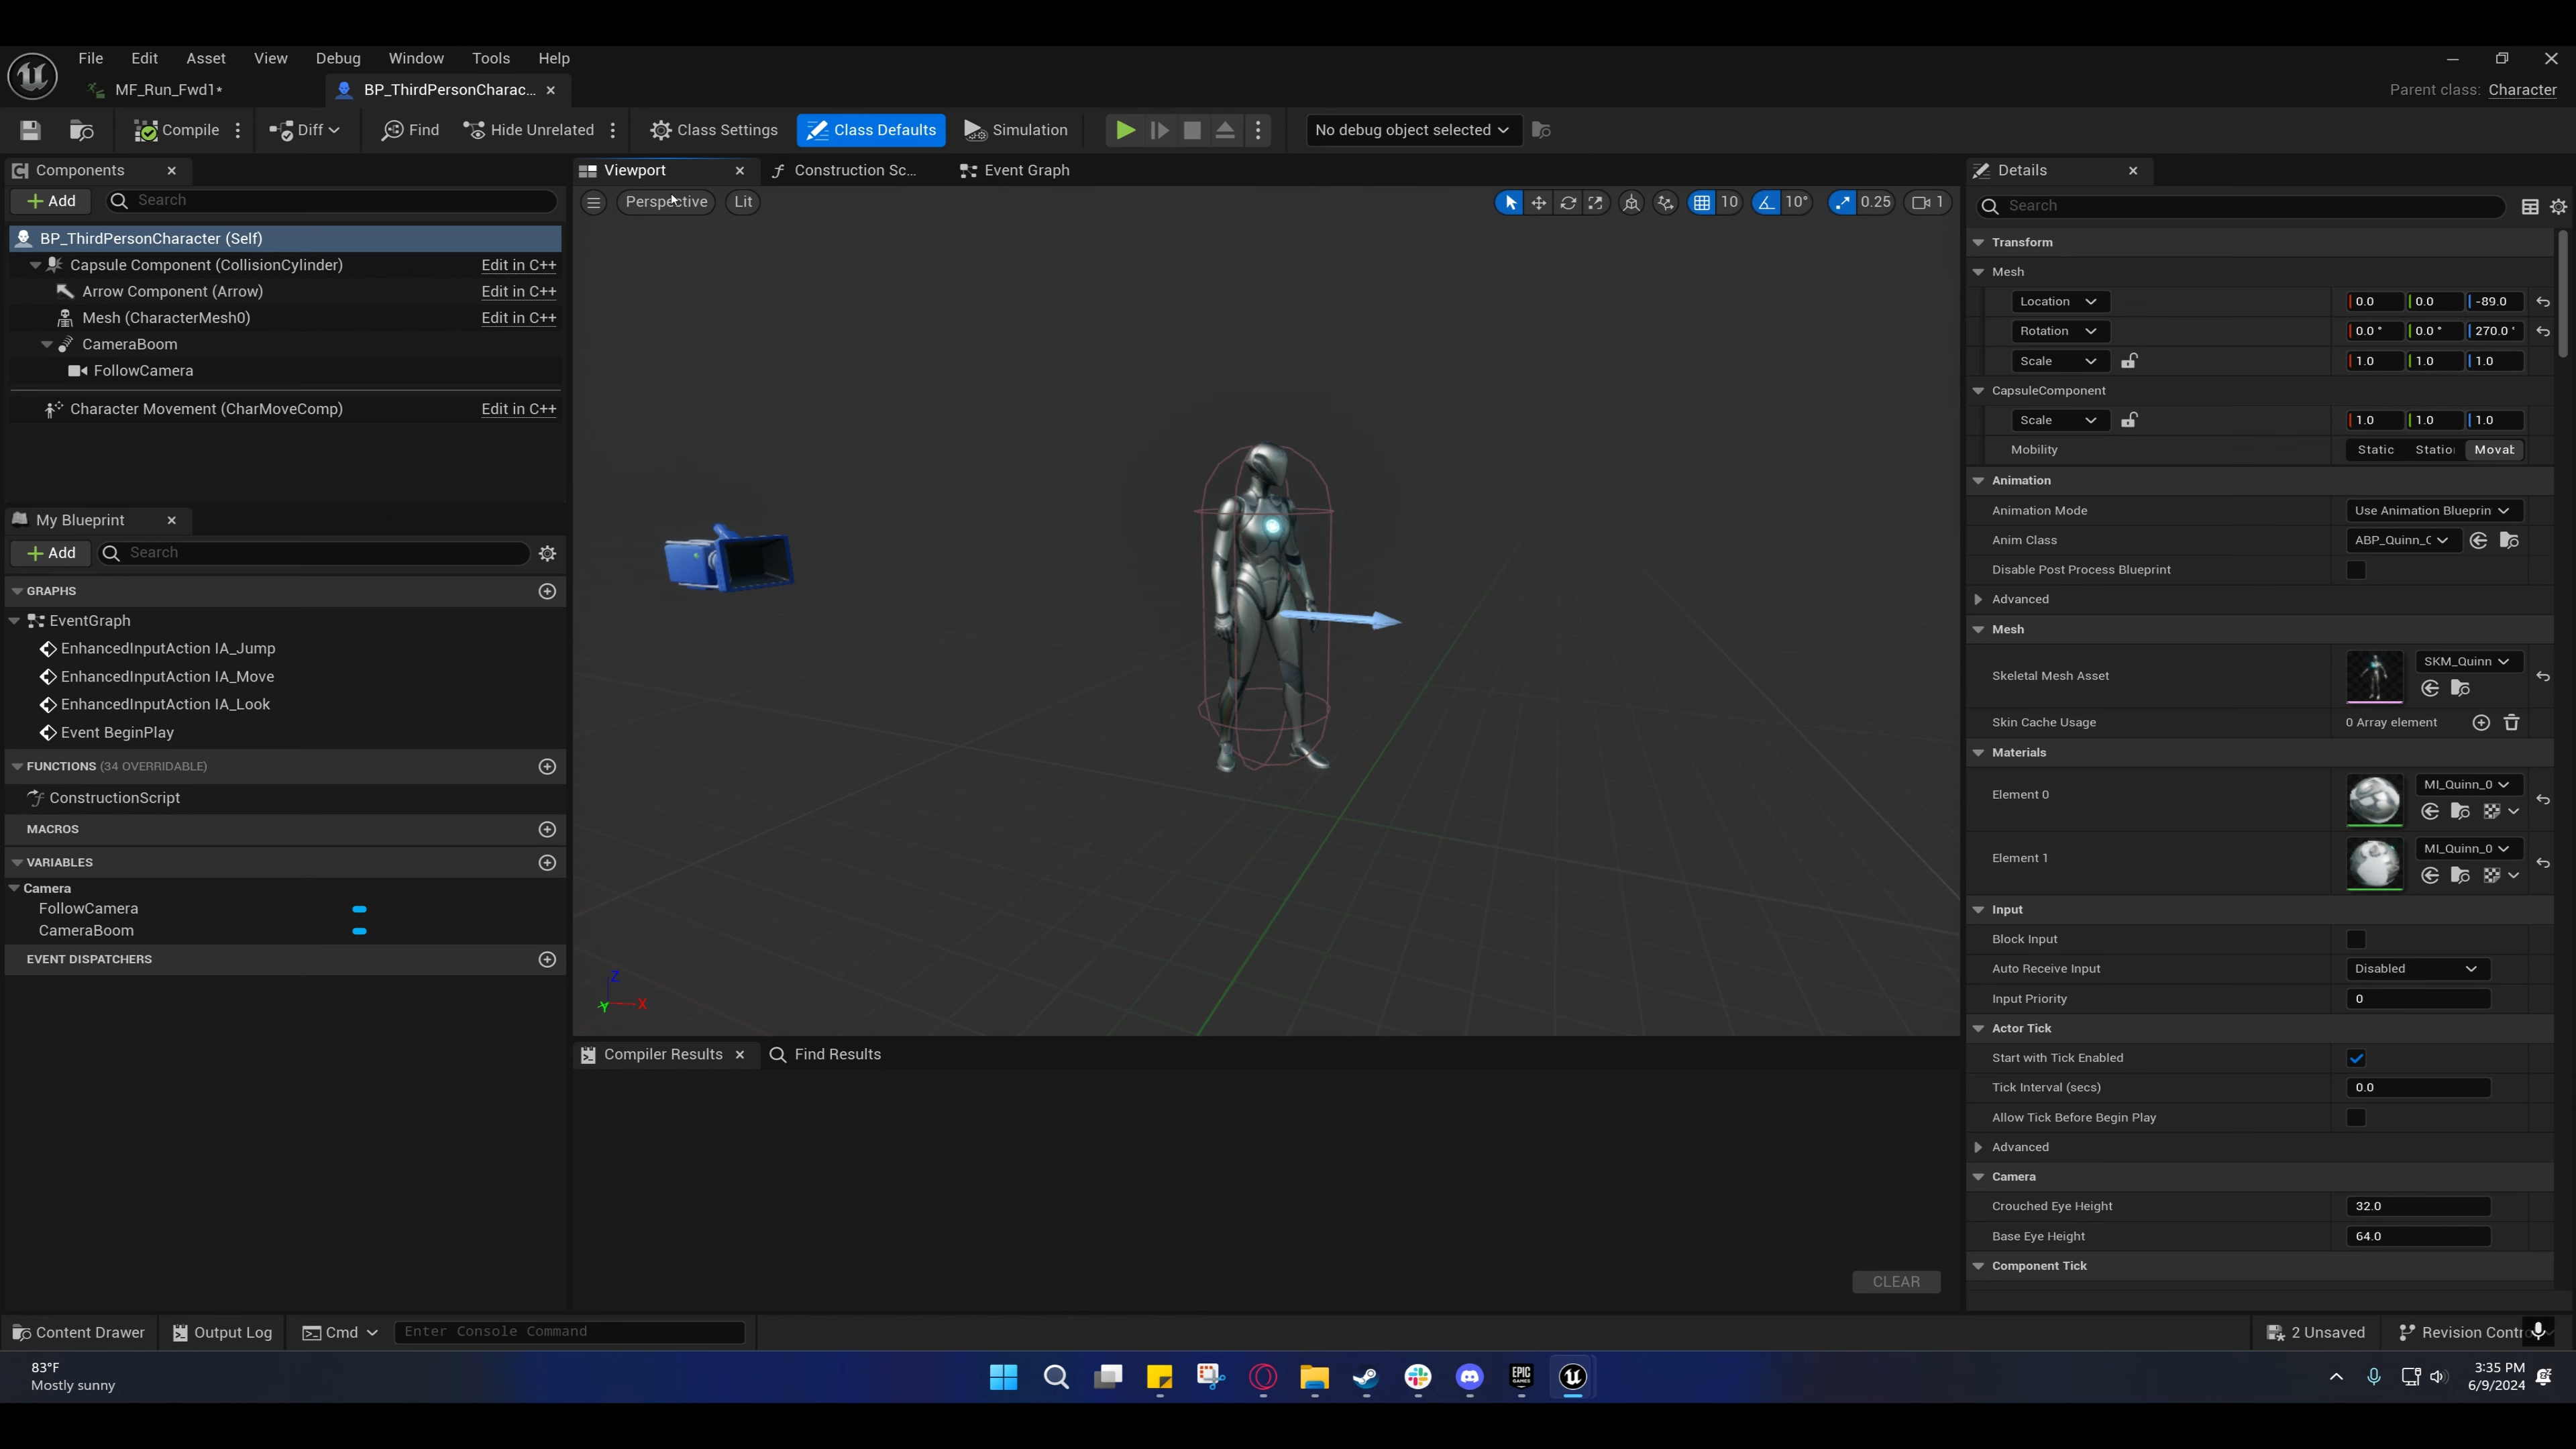 File Edit Asset View Debug Window Tools Help
MF_Run_Fwd1*
BP_ThirdPersonCharac...
Parent class: Character
Compile
Diff
Find
Hide Unrelated
Class Settings
Class Defaults
Simulation
No debug object selected
Components
Add
Search
BP_ThirdPersonCharacter (Self)
Capsule Component (CollisionCylinder) Edit in C++
Arrow Component (Arrow) Edit in C++
Mesh (CharacterMesh0) Edit in C++
CameraBoom
FollowCamera
Character Movement (CharMoveComp) Edit in C++
My Blueprint
Add
Search
GRAPHS
EventGraph
EnhancedInputAction IA_Jump
EnhancedInputAction IA_Move
EnhancedInputAction IA_Look
Event BeginPlay
FUNCTIONS (34 OVERRIDABLE)
ConstructionScript
MACROS
VARIABLES
Camera
FollowCamera
CameraBoom
EVENT DISPATCHERS
Viewport
Construction Sc...
Event Graph
Perspective
Lit
10
10°
0.25
1
Z
Y
X
Compiler Results
Find Results
CLEAR
Details
Search
Transform
Mesh
Location 0.0 0.0 -89.0
Rotation 0.0 ° 0.0 ° 270.0 °
Scale 1.0 1.0 1.0
CapsuleComponent
Scale 1.0 1.0 1.0
Mobility Static Statio Movab
Animation
Animation Mode Use Animation Blueprin
Anim Class ABP_Quinn_C
Disable Post Process Blueprint
Advanced
Mesh
Skeletal Mesh Asset SKM_Quinn
Skin Cache Usage 0 Array element
Materials
Element 0 MI_Quinn_0
Element 1 MI_Quinn_0
Input
Block Input
Auto Receive Input Disabled
Input Priority 0
Actor Tick
Start with Tick Enabled
Tick Interval (secs) 0.0
Allow Tick Before Begin Play
Advanced
Camera
Crouched Eye Height 32.0
Base Eye Height 64.0
Component Tick
Content Drawer
Output Log
Cmd
Enter Console Command
2 Unsaved
Revision Contr
83°F
Mostly sunny
EPIC GAMES
3:35 PM
6/9/2024